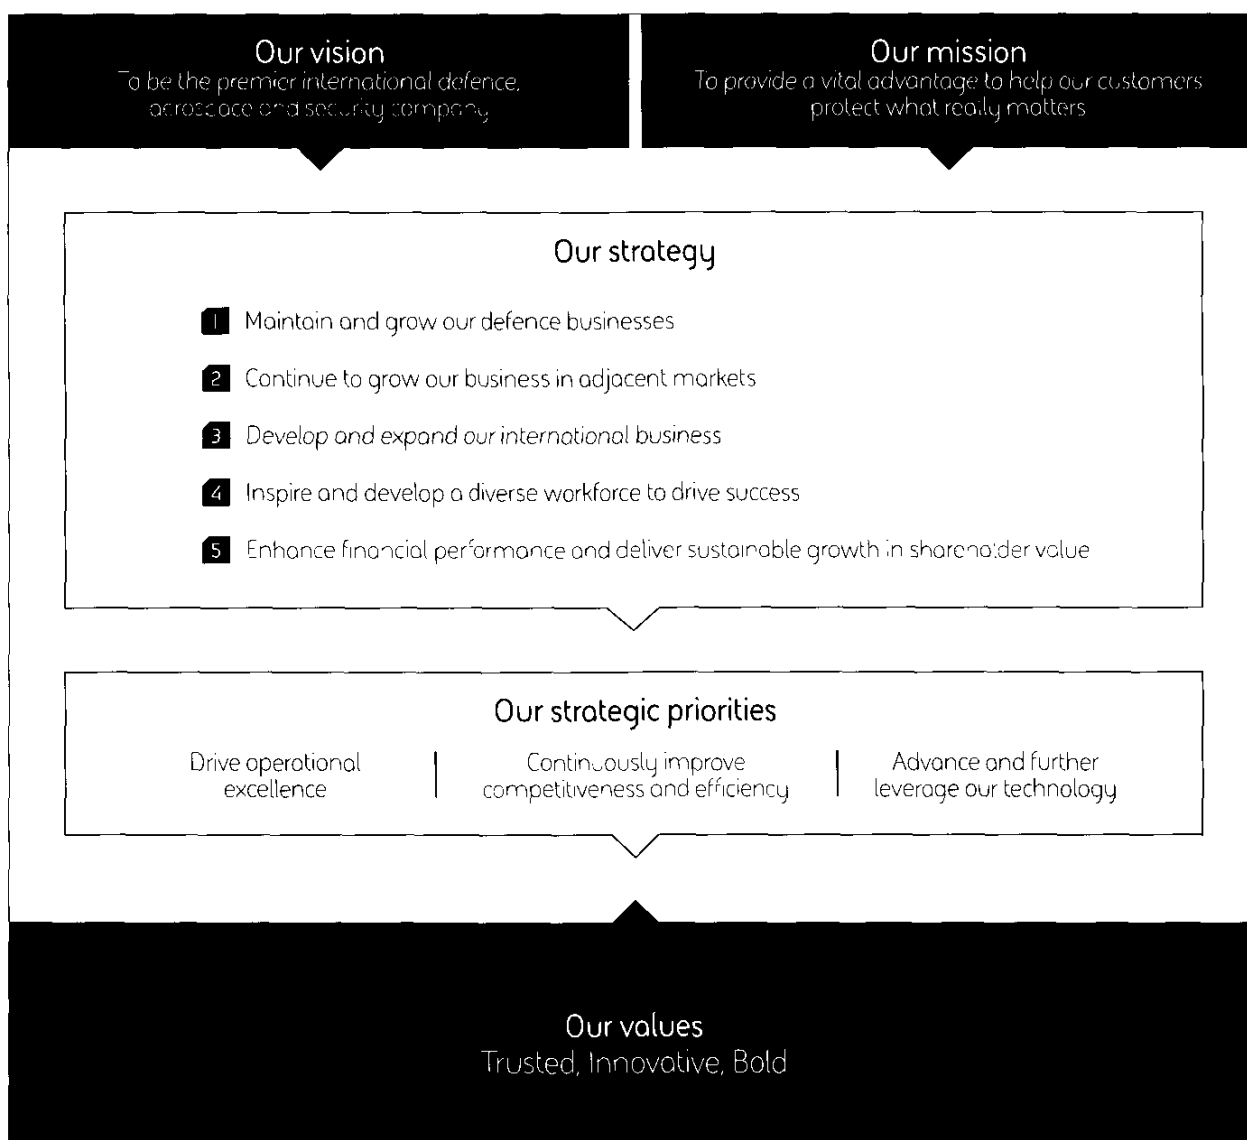 Our vision
To be the premier international defence,
aerospace and security company
Our mission
To provide a vital advantage to help our customers
protect what really matters
Our strategy
1 Maintain and grow our defence businesses
2 Continue to grow our business in adjacent markets
3 Develop and expand our international business
4 Inspire and develop a diverse workforce to drive success
5 Enhance financial performance and deliver sustainable growth in shareholder value
Our strategic priorities
Drive operational
excellence
Continuously improve
competitiveness and efficiency
Advance and further
leverage our technology
Our values
Trusted, Innovative, Bold